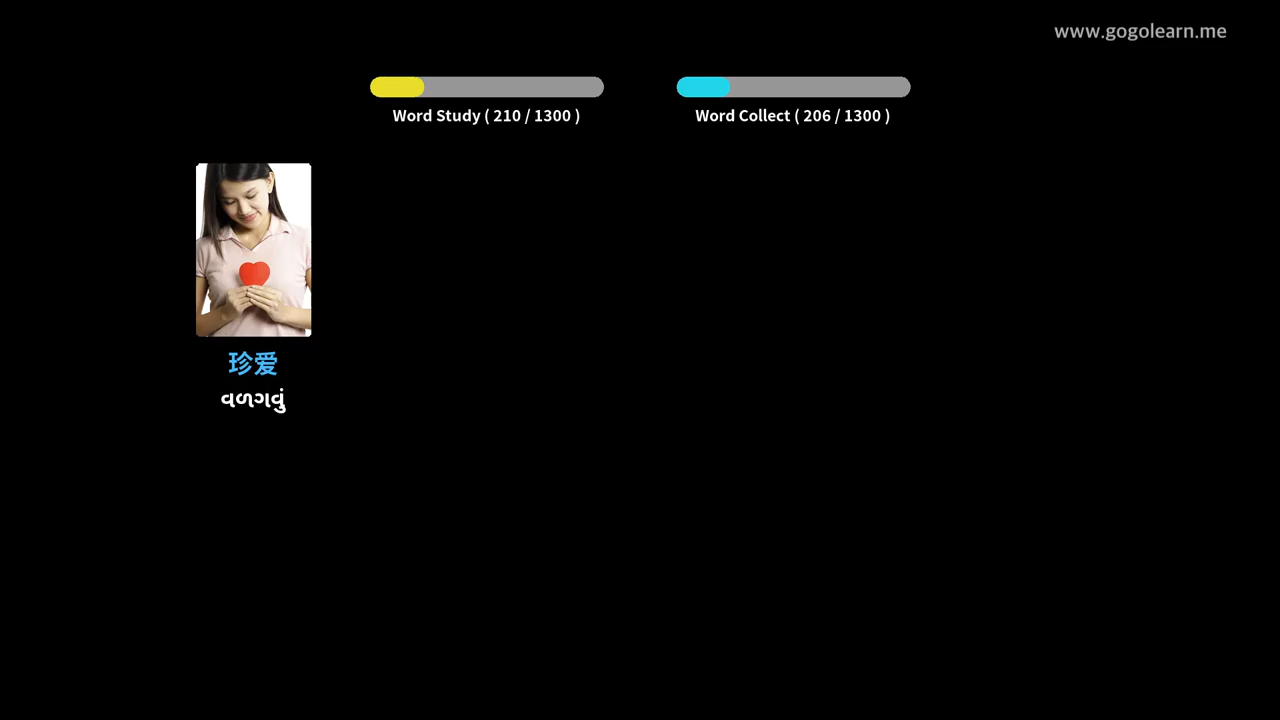 www.gogolearn.me
Word Study ( 210 / 1300 )
Word Collect ( 206 / 1300 )
珍爱
વળગવું